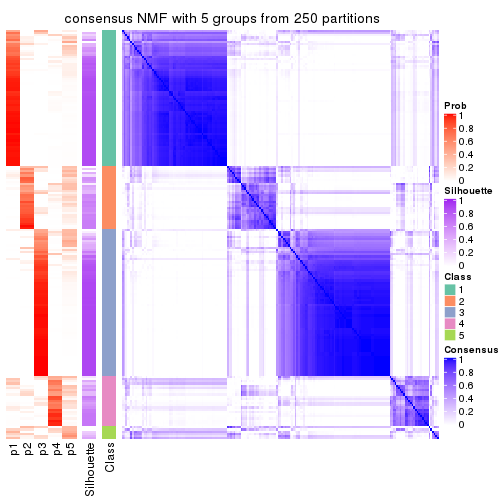 consensus NMF with 5 groups from 250 partitions
Prob
1
0.8
0.6
0.4
0.2
0
Silhouette
1
0.8
0.6
0.4
0.2
0
Class
1
2
3
4
5
Consensus
1
0.8
0.6
0.4
0.2
0
p1
p2
p3
p4
p5
Silhouette
Class